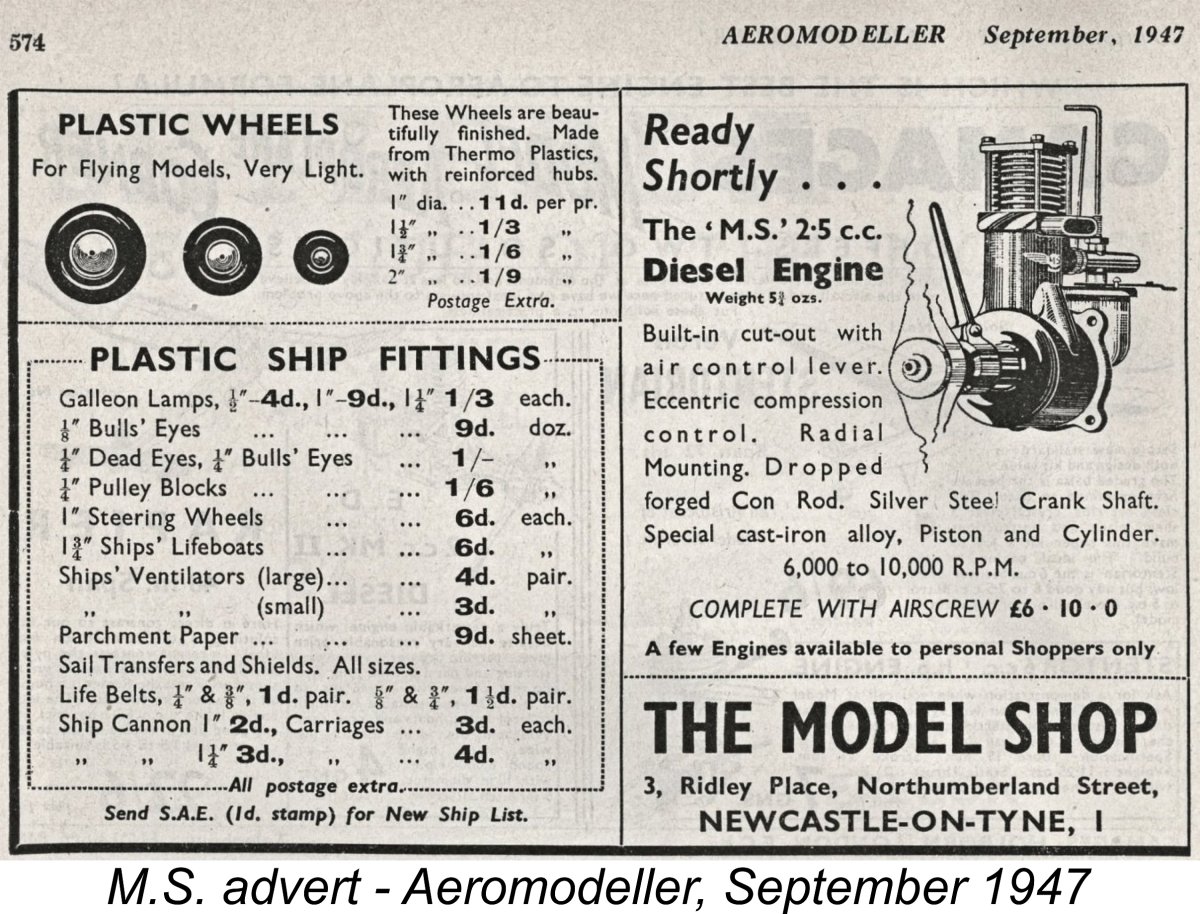 574
AEROMODELLER September, 1947
PLASTIC WHEELS
For Flying Models, Very Light.
These Wheels are beau-
tifully finished. Made
from Thermo Plastics,
with reinforced hubs.
1" dia. . . 11d. per pr.
1½" „ . . 1/3 „
1¾" „ . . 1/6 „
2" „ . . 1/9 „
Postage Extra.
PLASTIC SHIP FITTINGS
Galleon Lamps, ½"–4d., 1"–9d., 1¼" 1/3 each.
⅛" Bulls' Eyes ... ... ... 9d. doz.
¼" Dead Eyes, ¼" Bulls' Eyes ... 1/- „
¼" Pulley Blocks ... ... ... 1/6 „
1" Steering Wheels ... ... 6d. each.
1¾" Ships' Lifeboats ... ... 6d. „
Ships' Ventilators (large)... ... 4d. pair.
„ „ (small) ... 3d. „
Parchment Paper ... ... ... 9d. sheet.
Sail Transfers and Shields. All sizes.
Life Belts, ¼" & ⅜", 1d. pair. ⅝" & ¾", 1½d. pair.
Ship Cannon 1" 2d., Carriages ... 3d. each.
„ „ 1¼" 3d., „ ... 4d. „
All postage extra.
Send S.A.E. (1d. stamp) for New Ship List.
Ready
Shortly . . .
The 'M.S.' 2·5 c.c.
Diesel Engine
Weight 5¾ ozs.
Built-in cut-out with
air control lever.
Eccentric compression
control. Radial
Mounting. Dropped
forged Con Rod. Silver Steel Crank Shaft.
Special cast-iron alloy, Piston and Cylinder.
6,000 to 10,000 R.P.M.
COMPLETE WITH AIRSCREW £6 · 10 · 0
A few Engines available to personal Shoppers only
THE MODEL SHOP
3, Ridley Place, Northumberland Street,
NEWCASTLE-ON-TYNE, 1
M.S. advert - Aeromodeller, September 1947